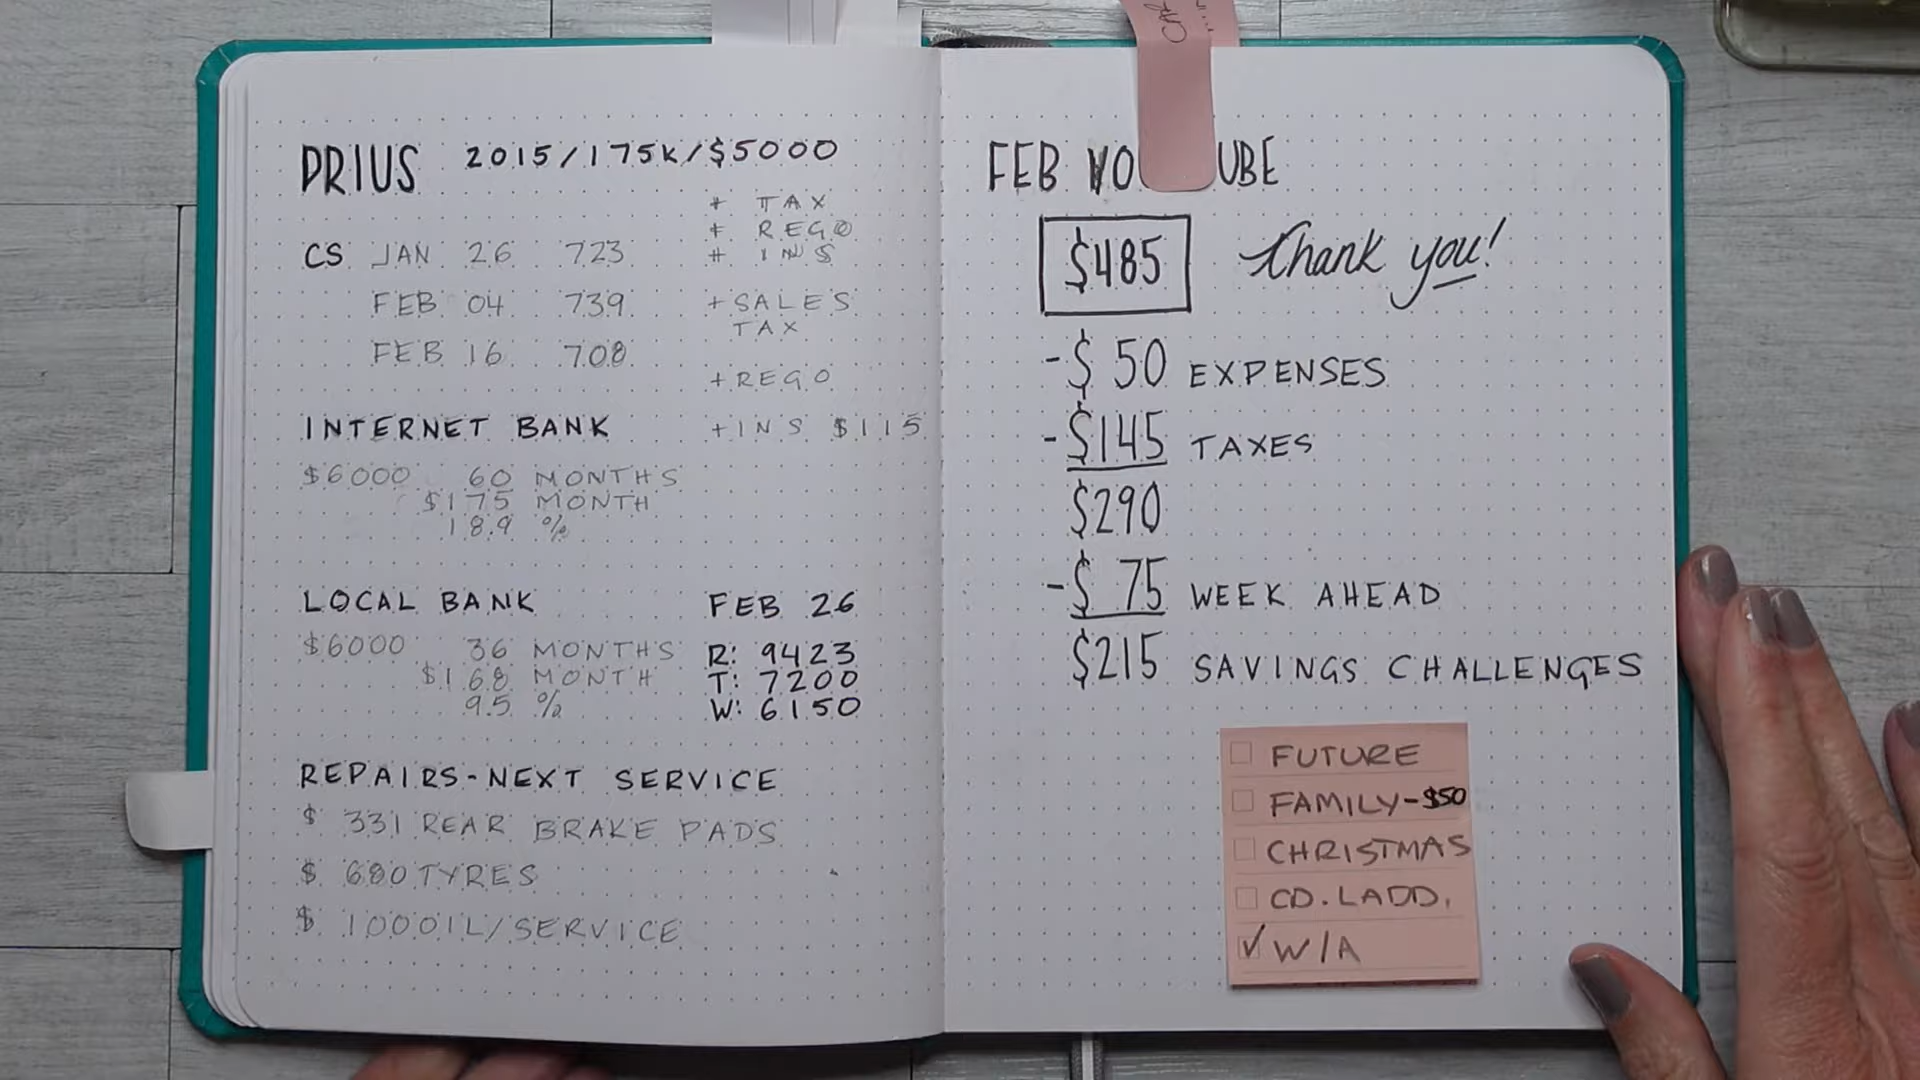 PRIUS 2015/175K/$5000
+ TAX
+ REGO
+ INS
CS JAN 26 723
FEB 04 739
FEB 16 708
+ SALES
TAX
+ REGO
+ INS $115
INTERNET BANK
$6000 60 MONTHS
$175 MONTH
18.9 %
LOCAL BANK
$6000 36 MONTHS
$168 MONTH
9.5 %
FEB 26
R: 9423
T: 7200
W: 6150
REPAIRS-NEXT SERVICE
$ 331 REAR BRAKE PADS
$ 680 TYRES
$ 100 OIL/SERVICE
FEB YO UBE
$485 Thank you!
-$ 50 EXPENSES
-$145 TAXES
$290
-$ 75 WEEK AHEAD
$215 SAVINGS CHALLENGES
FUTURE
FAMILY-$50
CHRISTMAS
CD. LADD.
✓ W/A